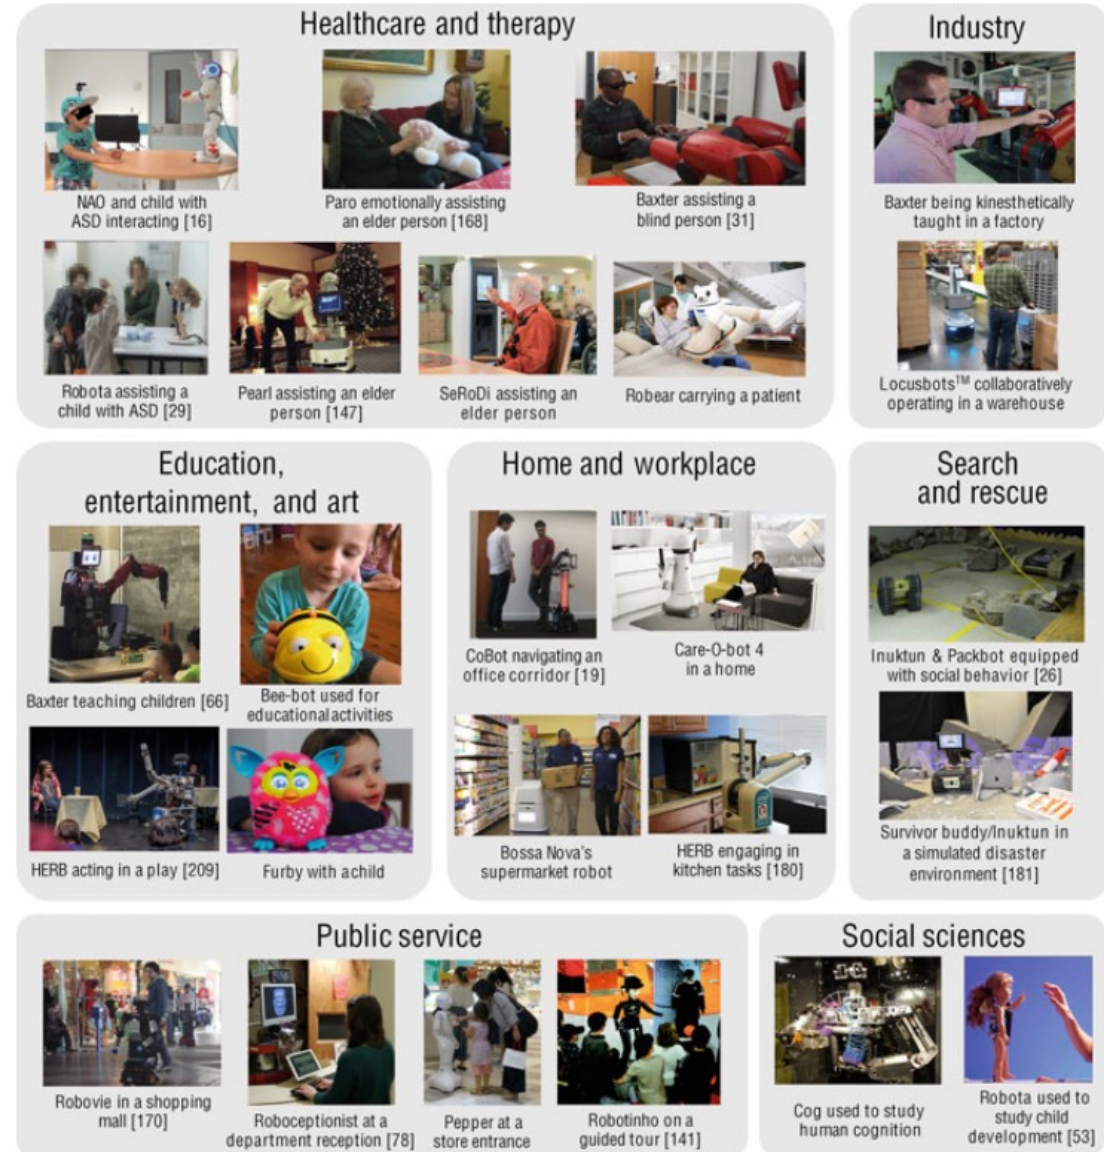 Healthcare and therapy
NAO and child with
ASD interacting [16]
Paro emotionally assisting
an elder person [168]
Baxter assisting a
blind person [31]
Robota assisting a
child with ASD [29]
Pearl assisting an elder
person [147]
SeRoDi assisting an
elder person
Robear carrying a patient
Industry
Baxter being kinesthetically
taught in a factory
Locusbots™ collaboratively
operating in a warehouse
Education,
entertainment, and art
Baxter teaching children [66]
Bee-bot used for
educational activities
HERB acting in a play [209]
Furby with a child
Home and workplace
CoBot navigating an
office corridor [19]
Care-O-bot 4
in a home
Bossa Nova's
supermarket robot
HERB engaging in
kitchen tasks [180]
Search
and rescue
Inuktun & Packbot equipped
with social behavior [26]
Survivor buddy/Inuktun in
a simulated disaster
environment [181]
Public service
Robovie in a shopping
mall [170]
Roboceptionist at a
department reception [78]
Pepper at a
store entrance
Robotinho on a
guided tour [141]
Social sciences
Cog used to study
human cognition
Robota used to
study child
development [53]